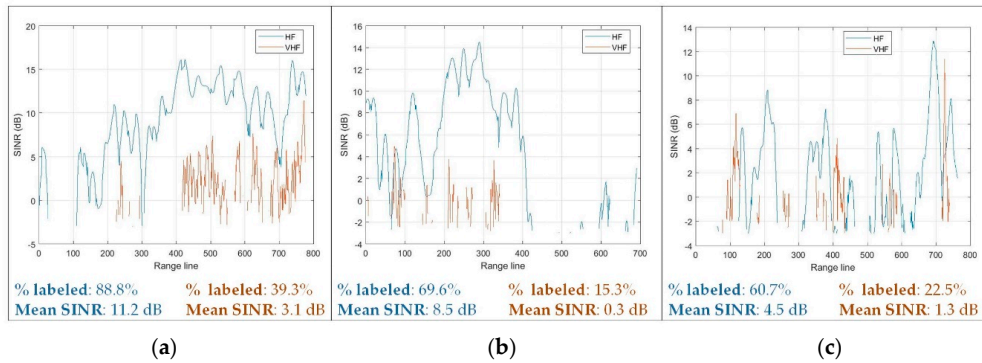 20
15
10
5
0
-5
SINR (dB)
HF
VHF
0 100 200 300 400 500 600 700 800
Range line
% labeled: 88.8% % labeled: 39.3%
Mean SINR: 11.2 dB Mean SINR: 3.1 dB
(a)
16
14
12
10
8
6
4
2
0
-2
-4
SINR (dB)
HF
VHF
0 100 200 300 400 500 600 700
Range line
% labeled: 69.6% % labeled: 15.3%
Mean SINR: 8.5 dB Mean SINR: 0.3 dB
(b)
14
12
10
8
6
4
2
0
-2
-4
SINR (dB)
HF
VHF
0 100 200 300 400 500 600 700 800
Range line
% labeled: 60.7% % labeled: 22.5%
Mean SINR: 4.5 dB Mean SINR: 1.3 dB
(c)